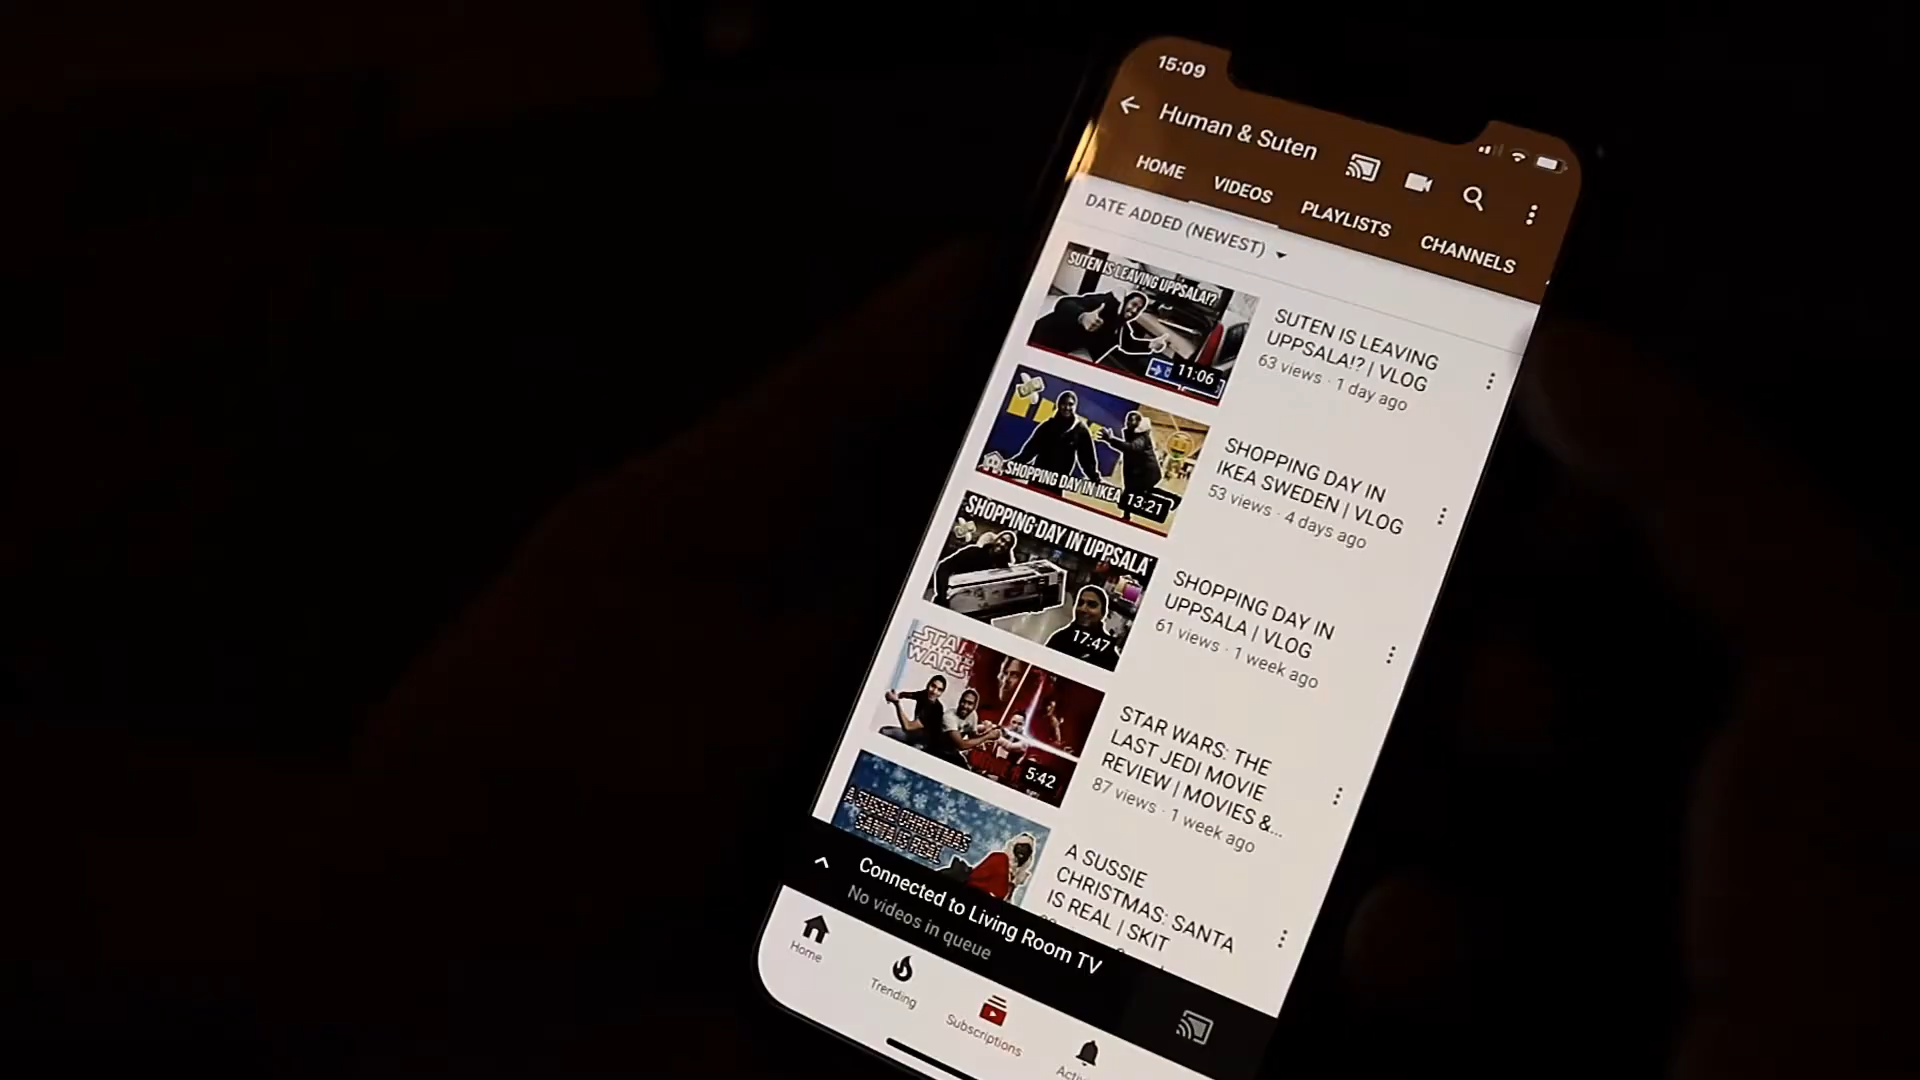 15:09
Human & Suten
HOME
VIDEOS
PLAYLISTS
CHANNELS
DATE ADDED (NEWEST)
SUTEN IS LEAVING UPPSALA!?
11:06
SUTEN IS LEAVING
UPPSALA!? | VLOG
63 views · 1 day ago
SHOPPING DAY IN IKEA
13:21
SHOPPING DAY IN
IKEA SWEDEN | VLOG
53 views · 4 days ago
SHOPPING DAY IN UPPSALA
17:47
SHOPPING DAY IN
UPPSALA | VLOG
61 views · 1 week ago
STAR
WARS
5:42
STAR WARS: THE
LAST JEDI MOVIE
REVIEW | MOVIES &...
87 views · 1 week ago
A SUSSIE CHRISTMAS
SANTA IS REAL
A SUSSIE
CHRISTMAS: SANTA
IS REAL | SKIT
Connected to Living Room TV
No videos in queue
Home
Trending
Subscriptions